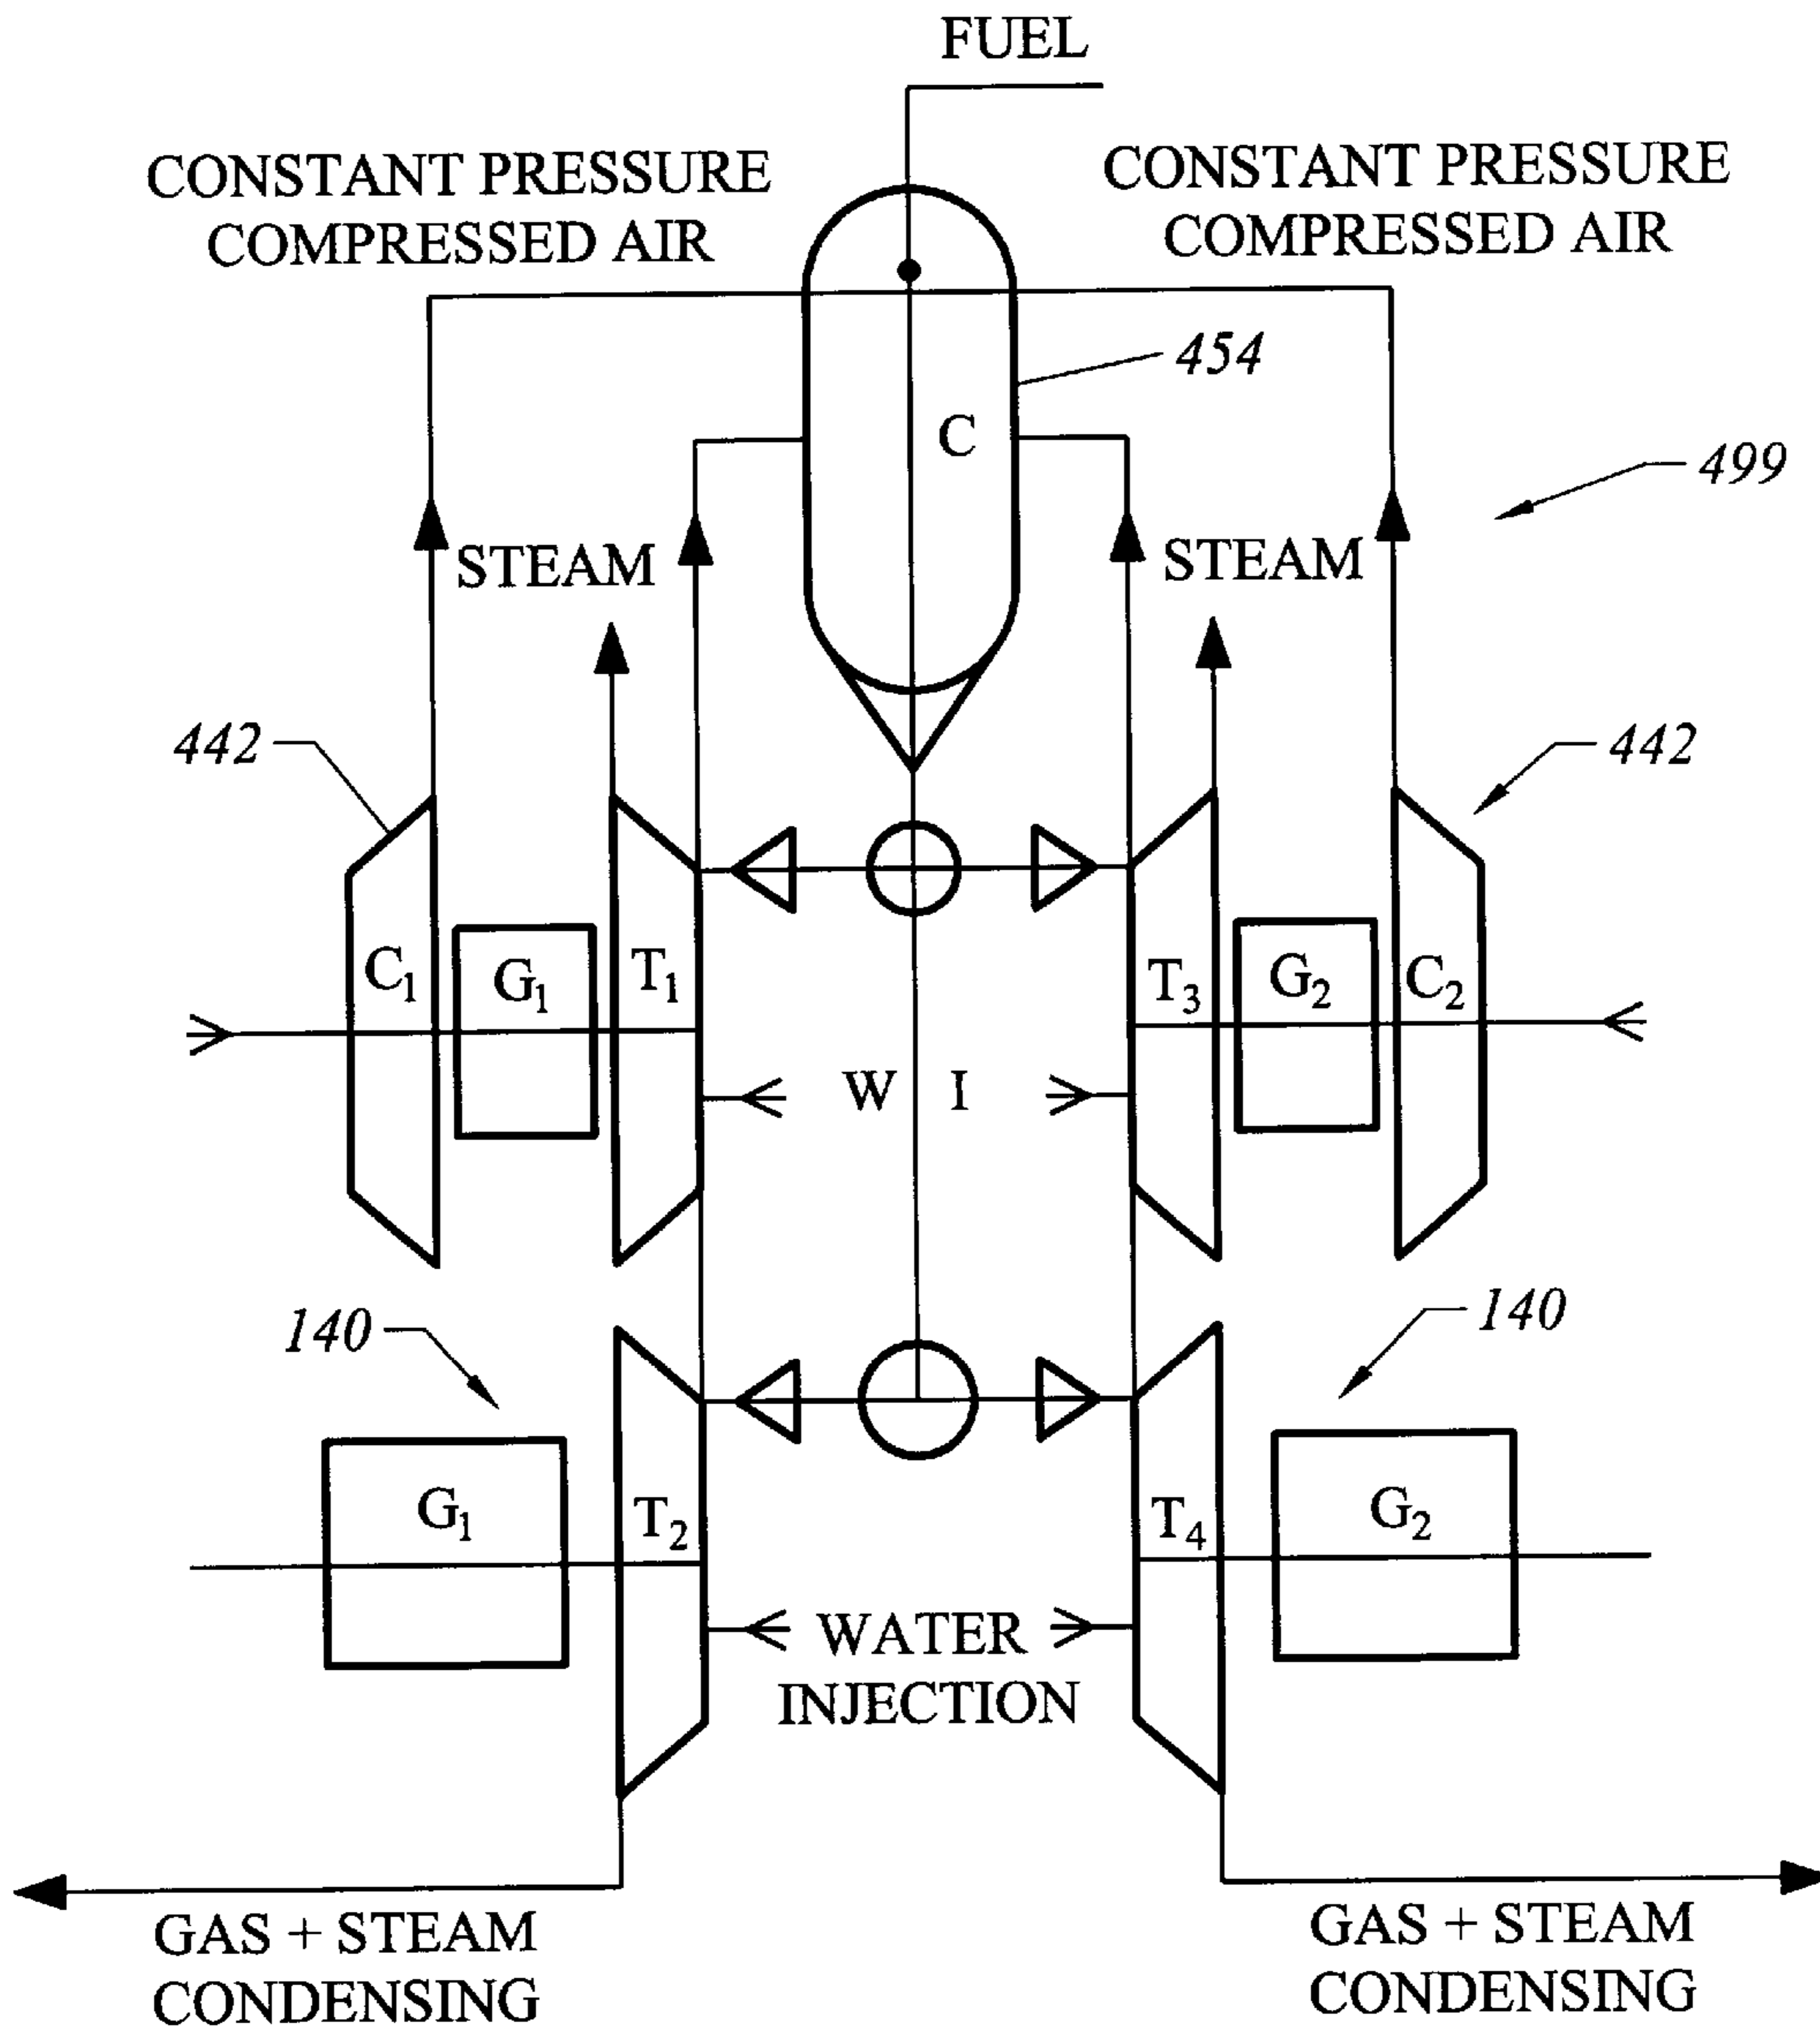 FUEL
CONSTANT PRESSURE
COMPRESSED AIR
CONSTANT PRESSURE
COMPRESSED AIR
454
C
499
STEAM
STEAM
442
442
C₁
G₁
T₁
T₃
G₂
C₂
W I
140
140
G₁
T₂
T₄
G₂
WATER
INJECTION
GAS + STEAM
CONDENSING
GAS + STEAM
CONDENSING